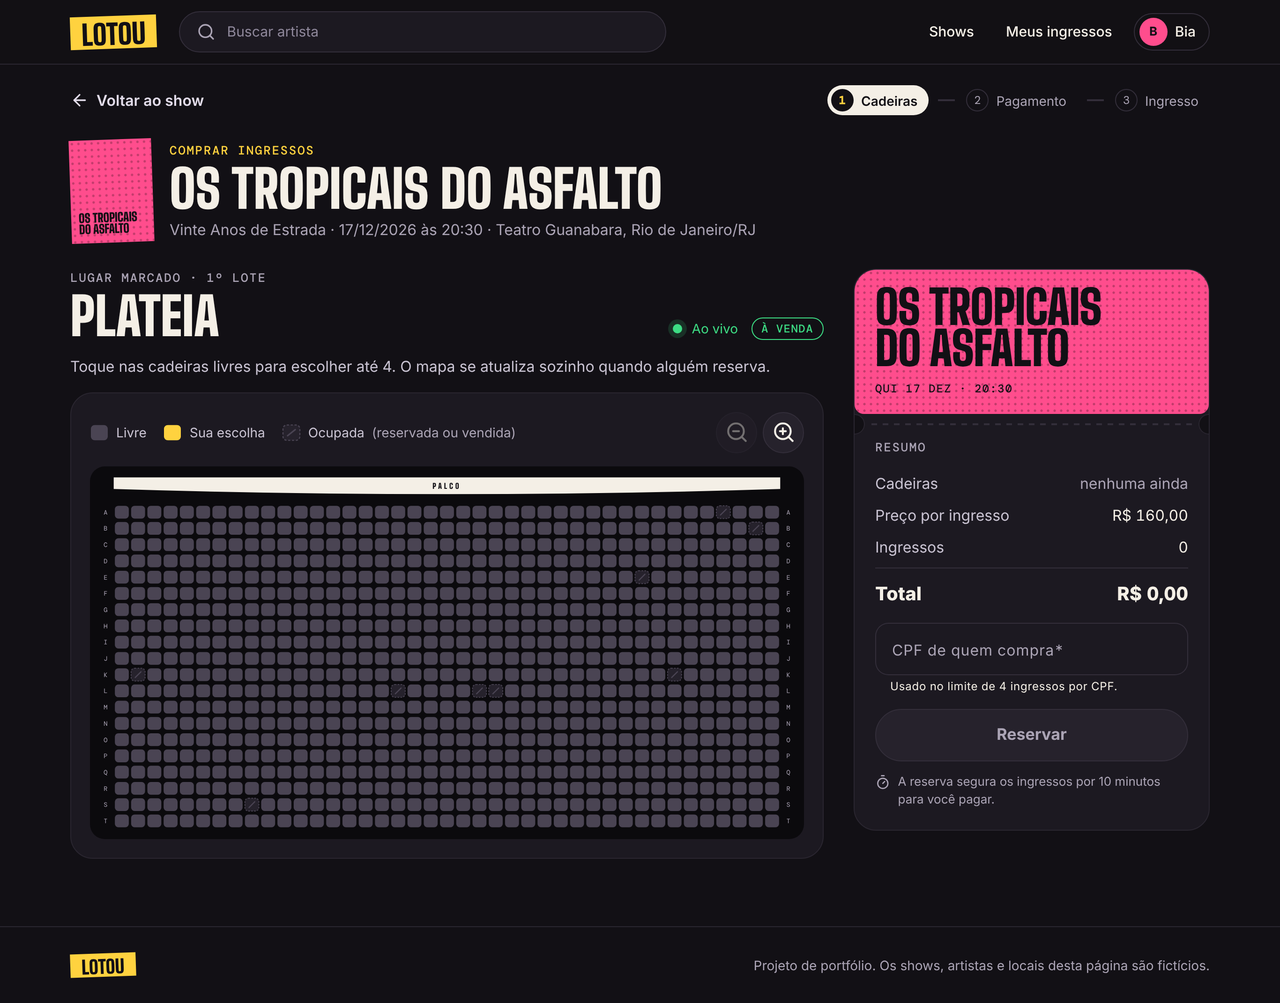 LOTOU
Buscar artista
Shows
Meus ingressos
B
Bia
Voltar ao show
1 Cadeiras
2 Pagamento
3 Ingresso
OS TROPICAIS
DO ASFALTO
COMPRAR INGRESSOS
OS TROPICAIS DO ASFALTO
Vinte Anos de Estrada · 17/12/2026 às 20:30 · Teatro Guanabara, Rio de Janeiro/RJ
LUGAR MARCADO · 1º LOTE
PLATEIA
Ao vivo
À VENDA
Toque nas cadeiras livres para escolher até 4. O mapa se atualiza sozinho quando alguém reserva.
Livre
Sua escolha
Ocupada (reservada ou vendida)
PALCO
A A
B B
C C
D D
E E
F F
G G
H H
I I
J J
K K
L L
M M
N N
O O
P P
Q Q
R R
S S
T T
OS TROPICAIS
DO ASFALTO
QUI 17 DEZ · 20:30
RESUMO
Cadeiras nenhuma ainda
Preço por ingresso R$ 160,00
Ingressos 0
Total R$ 0,00
CPF de quem compra*
Usado no limite de 4 ingressos por CPF.
Reservar
A reserva segura os ingressos por 10 minutos
para você pagar.
LOTOU
Projeto de portfólio. Os shows, artistas e locais desta página são fictícios.